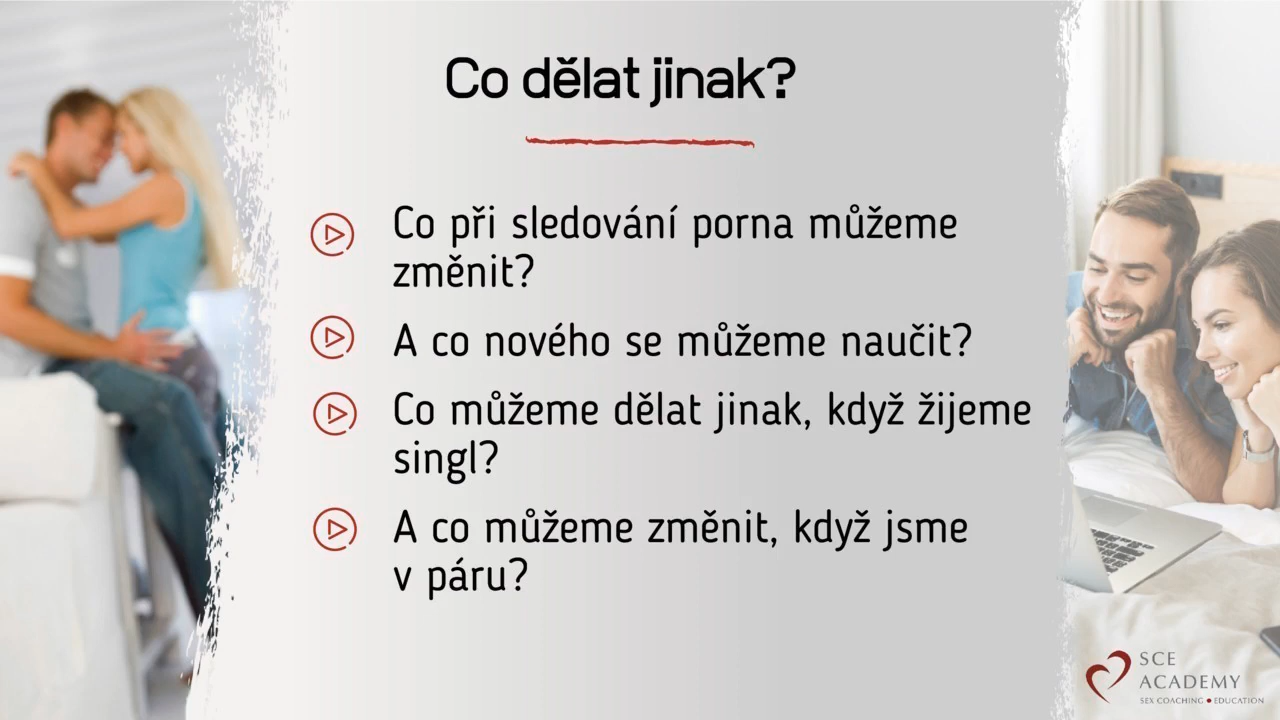 Co dělat jinak?
Co při sledování porna můžeme
změnit?
A co nového se můžeme naučit?
Co můžeme dělat jinak, když žijeme
singl?
A co můžeme změnit, když jsme
v páru?
SCE
ACADEMY
SEX COACHING ● EDUCATION